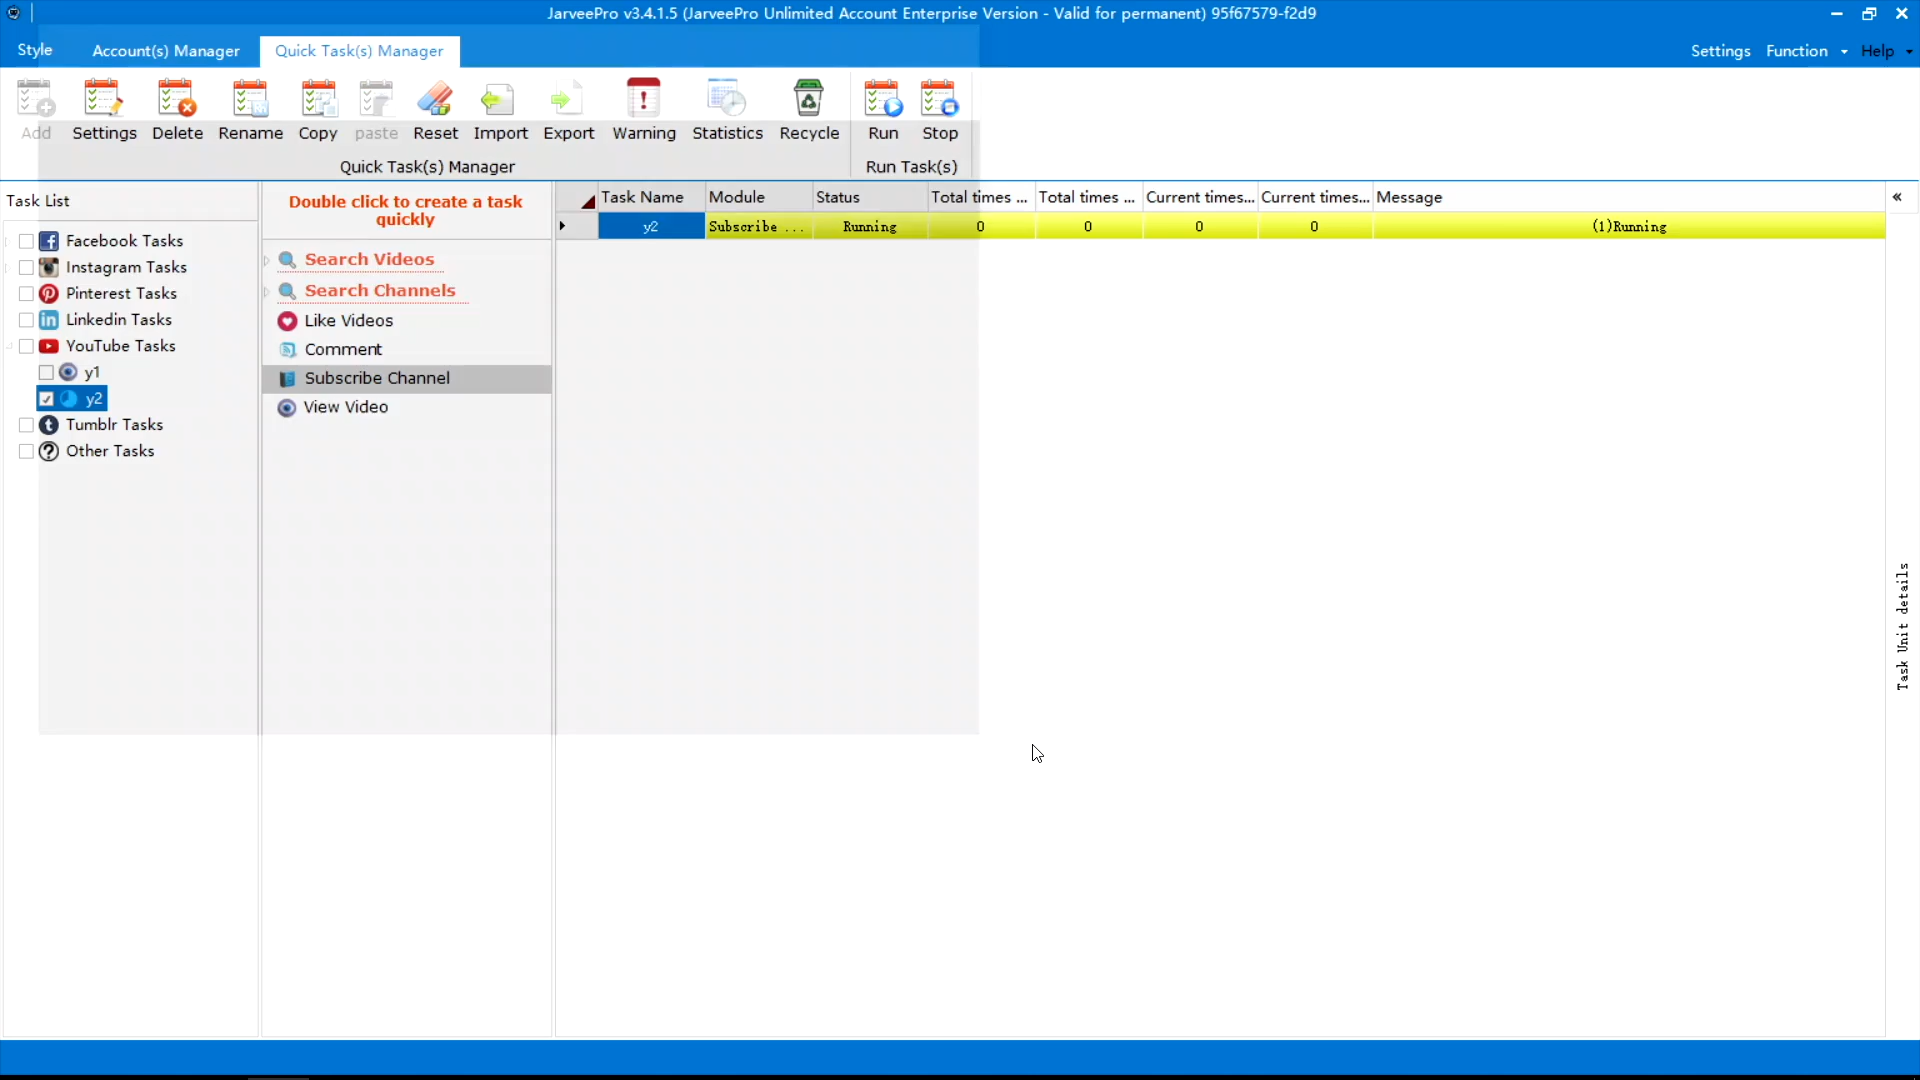 JarveePro v3.4.1.5 (JarveePro Unlimited Account Enterprise Version - Valid for permanent) 95f67579-f2d9
Style Account(s) Manager Quick Task(s) Manager Settings Function Help
Add Settings Delete Rename Copy paste Reset Import Export Warning Statistics Recycle Run Stop
Quick Task(s) Manager Run Task(s)
Task List
Facebook Tasks
Instagram Tasks
Pinterest Tasks
Linkedin Tasks
YouTube Tasks
y1
y2
Tumblr Tasks
Other Tasks
Double click to create a task
quickly
Search Videos
Search Channels
Like Videos
Comment
Subscribe Channel
View Video
Task Name Module Status Total times ... Total times ... Current times... Current times... Message
y2 Subscribe ... Running 0 0 0 0 (1)Running
Task Unit details